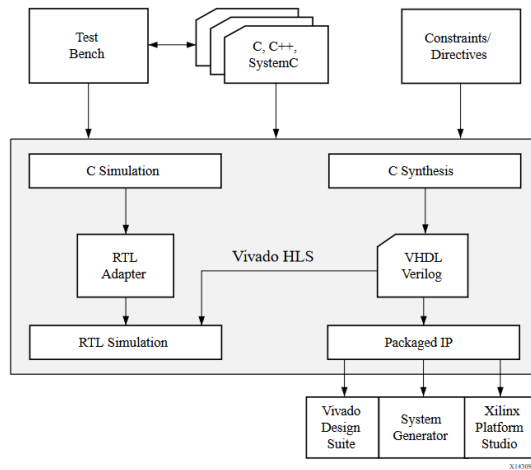 Test
Bench
C, C++,
SystemC
Constraints/
Directives
C Simulation
C Synthesis
RTL
Adapter
Vivado HLS
VHDL
Verilog
RTL Simulation
Packaged IP
Vivado
Design
Suite
System
Generator
Xilinx
Platform
Studio